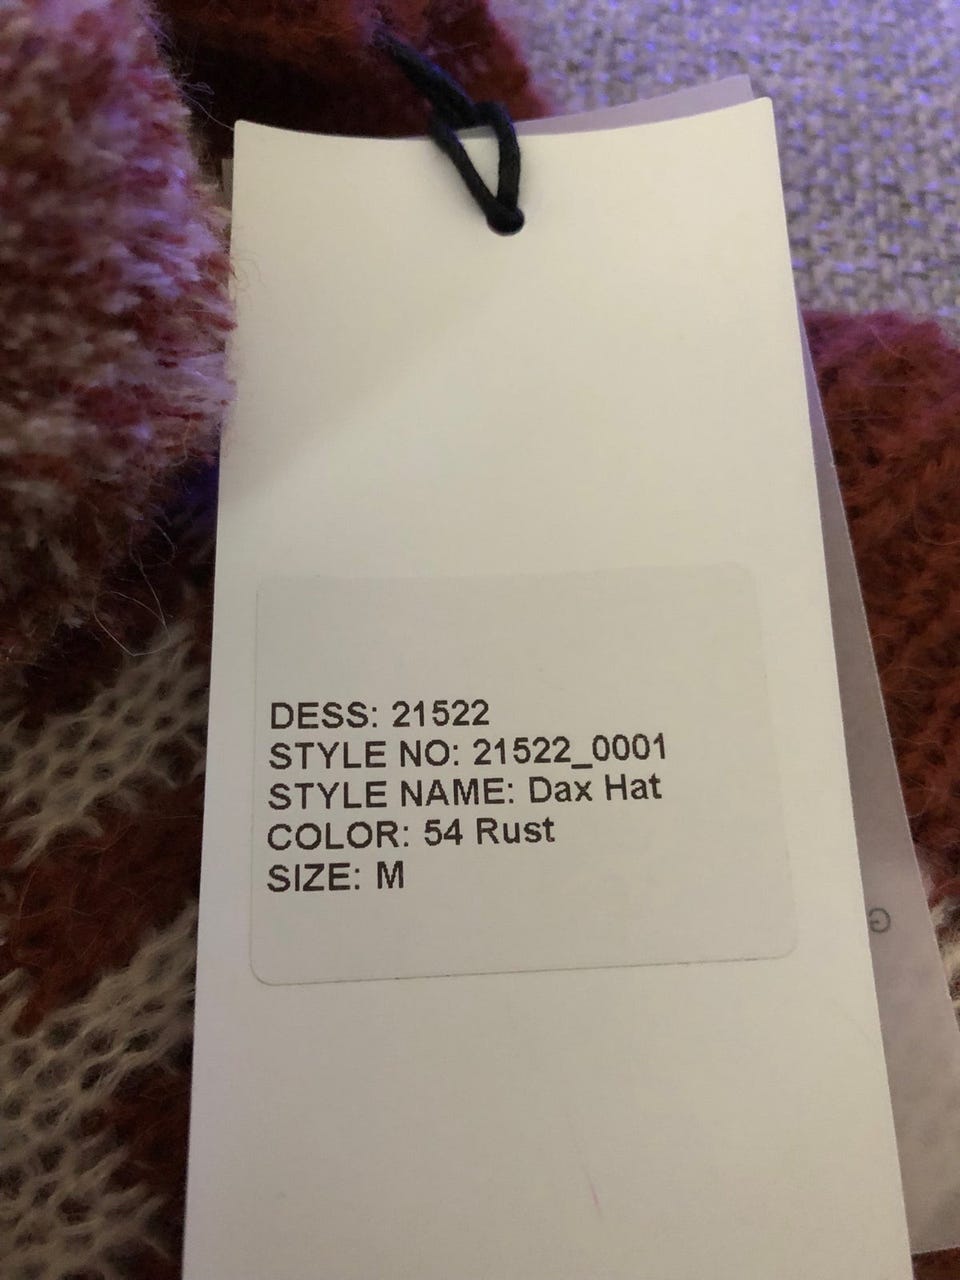 DESS: 21522
STYLE NO: 21522_0001
STYLE NAME: Dax Hat
COLOR: 54 Rust
SIZE: M
G